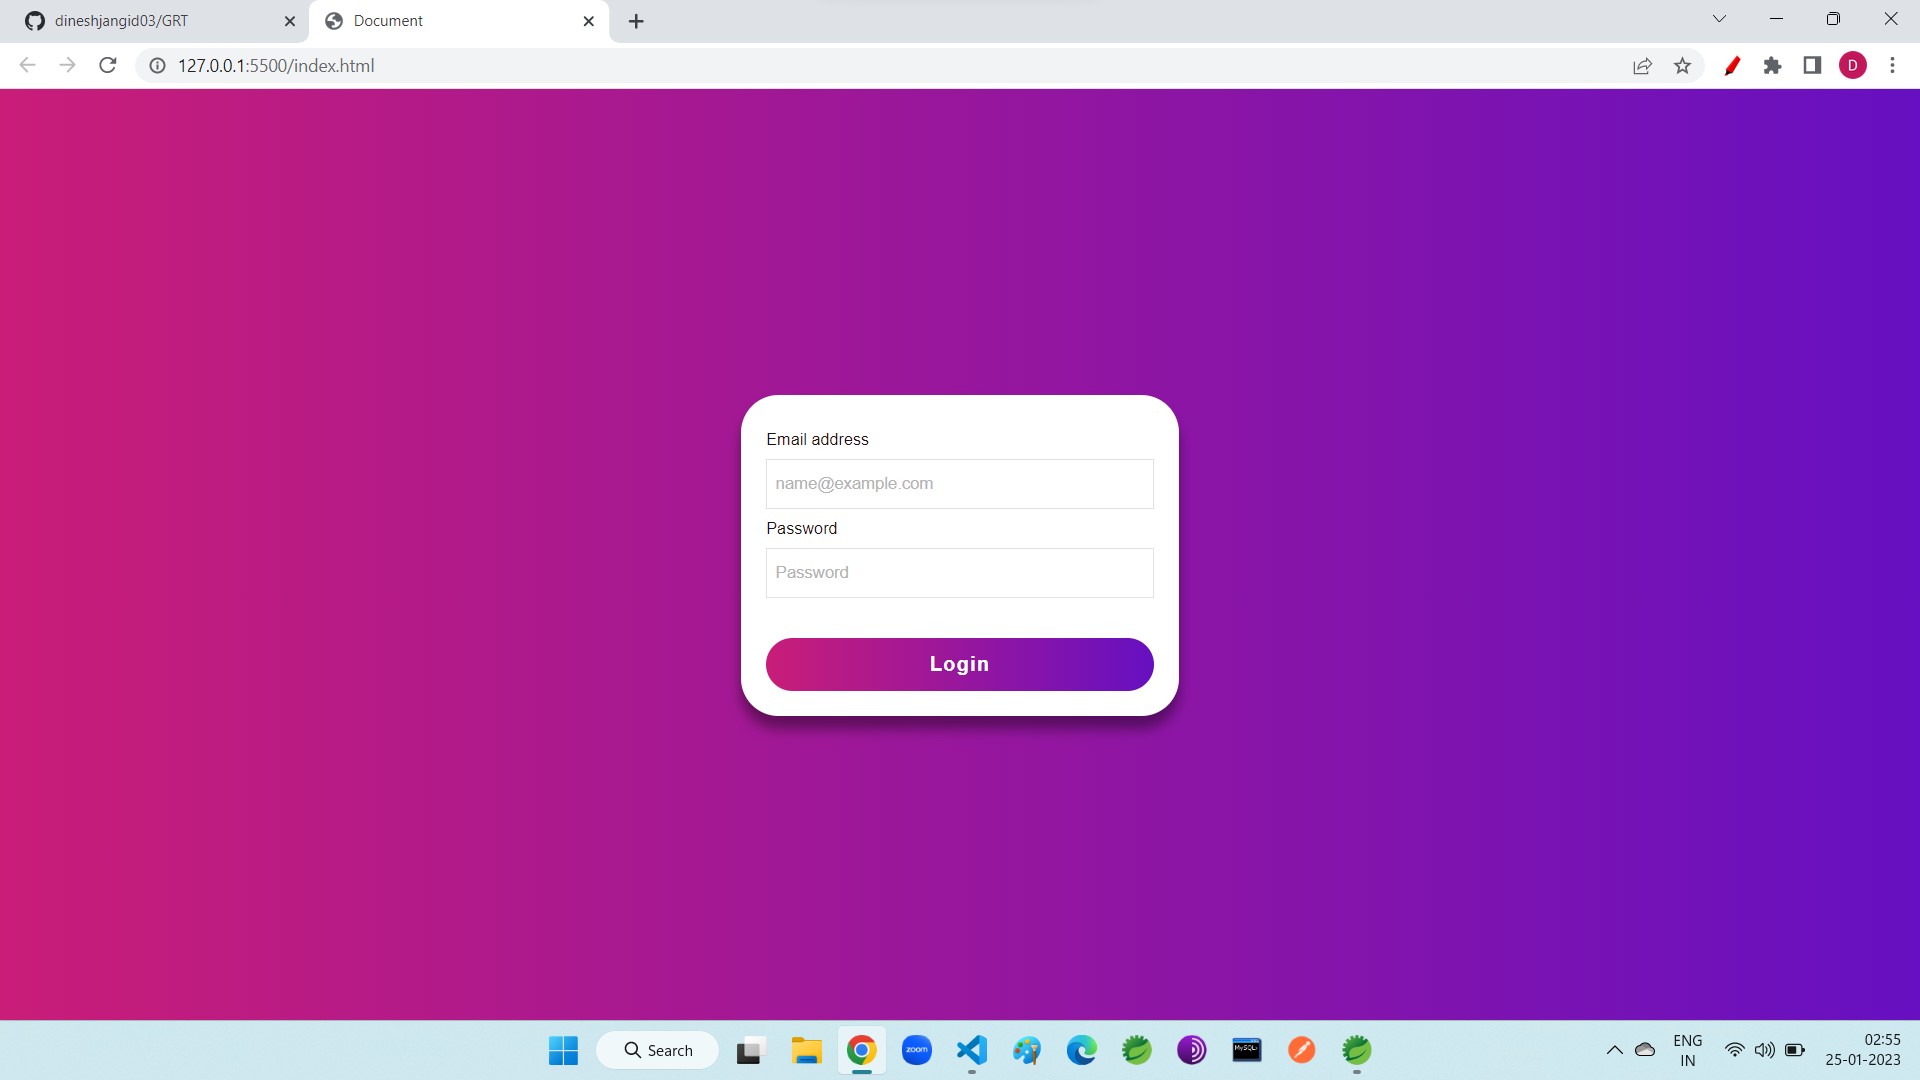 dineshjangid03/GRT
Document
127.0.0.1:5500/index.html
D
Email address
name@example.com
Password
Password
Login
Search
zoom
MySQL
ENG
IN
02:55
25-01-2023